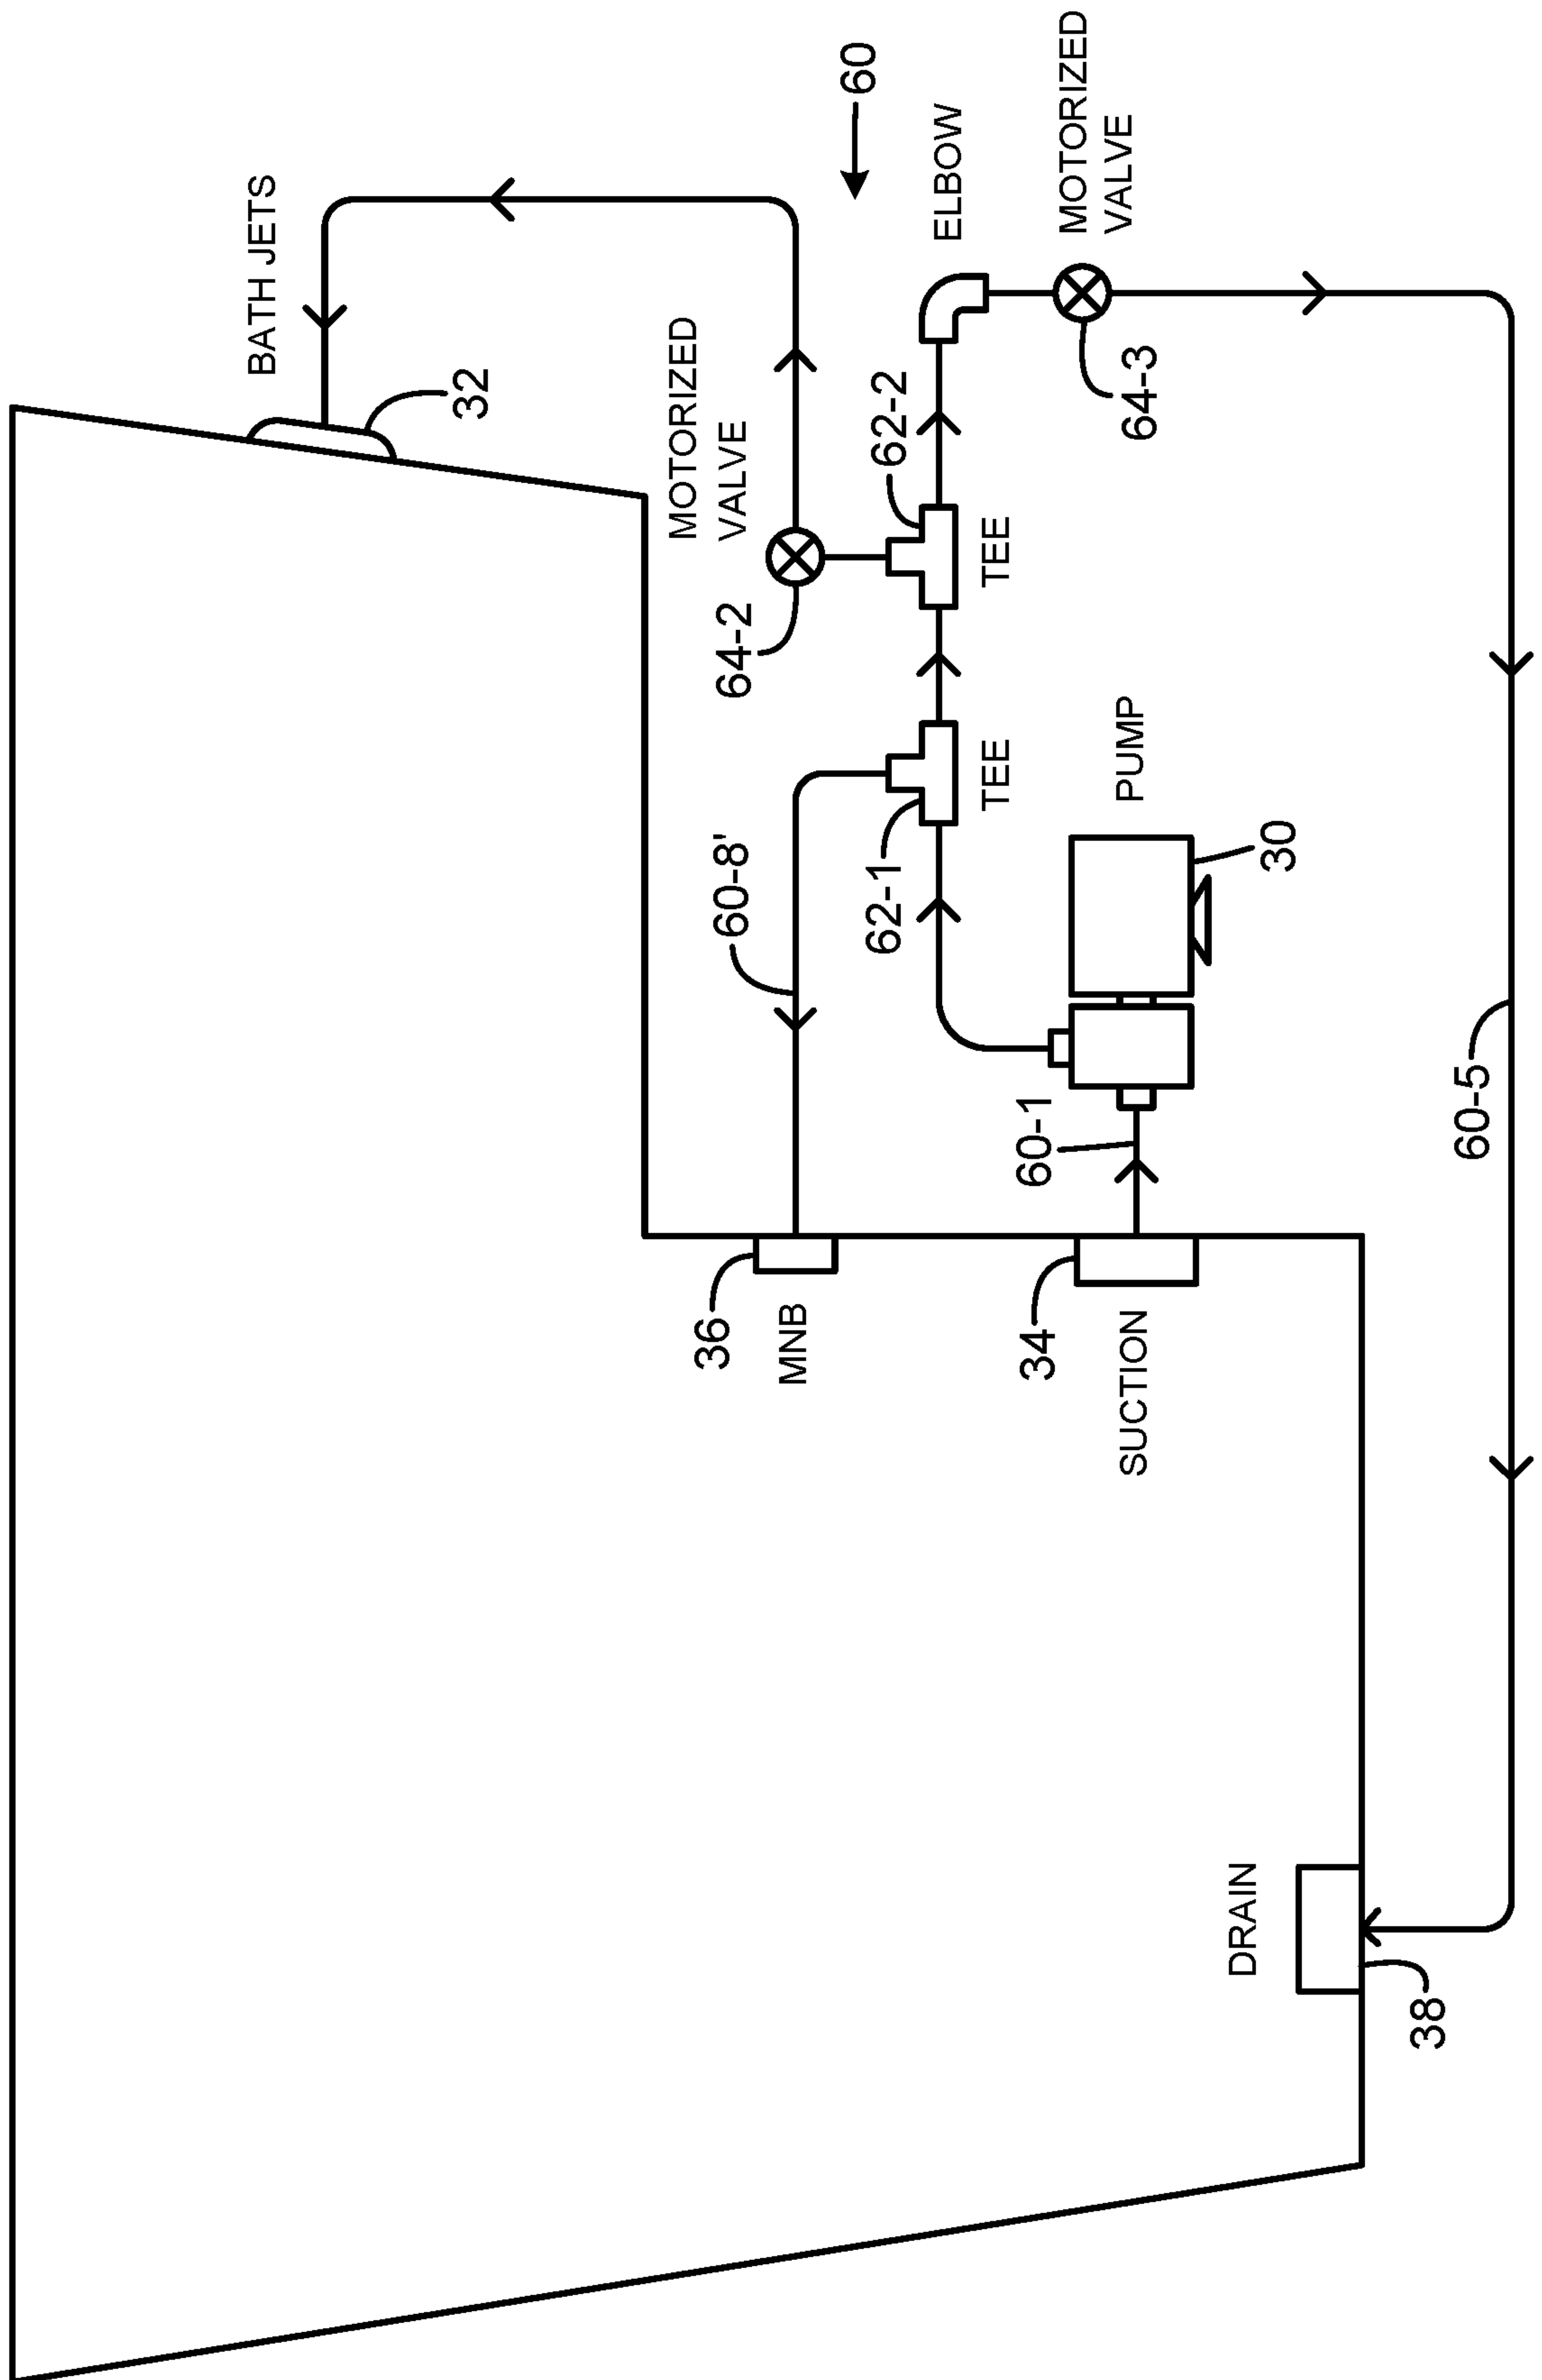 BATH JETS
32
60
MOTORIZED
VALVE
64-2
62-2
ELBOW
MOTORIZED
VALVE
64-3
TEE
60-8'
62-1
TEE
PUMP
30
36
MNB
60-1
34
SUCTION
60-5
DRAIN
38